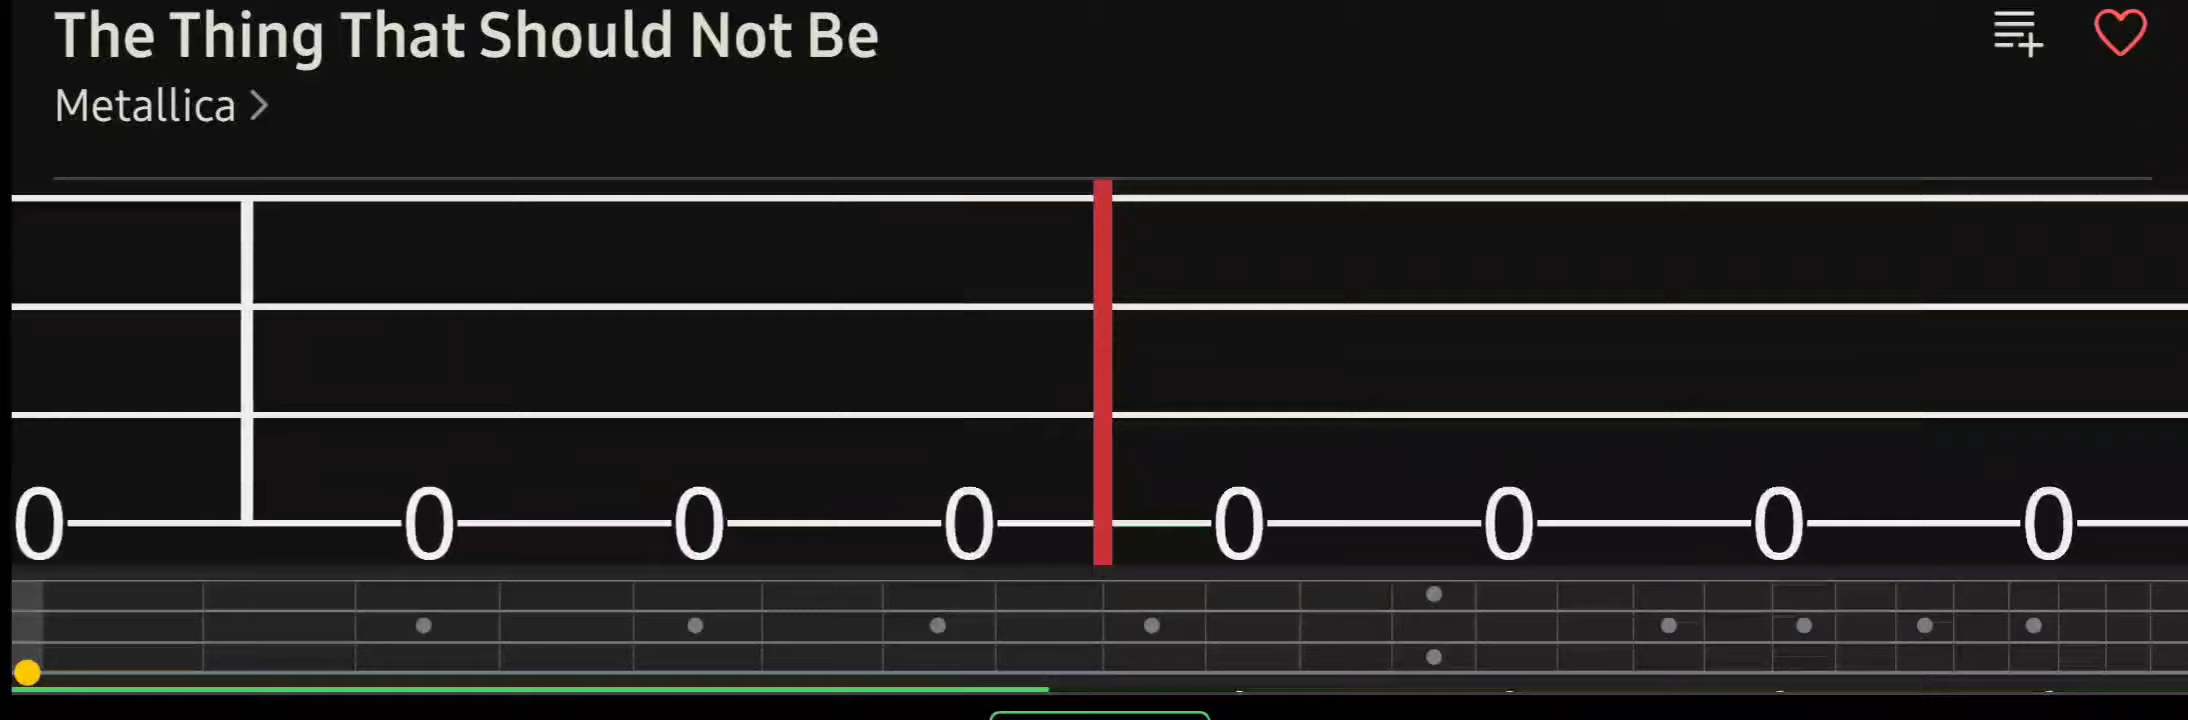 The Thing That Should Not Be
Metallica >
0 0 0 0 0 0 0 0